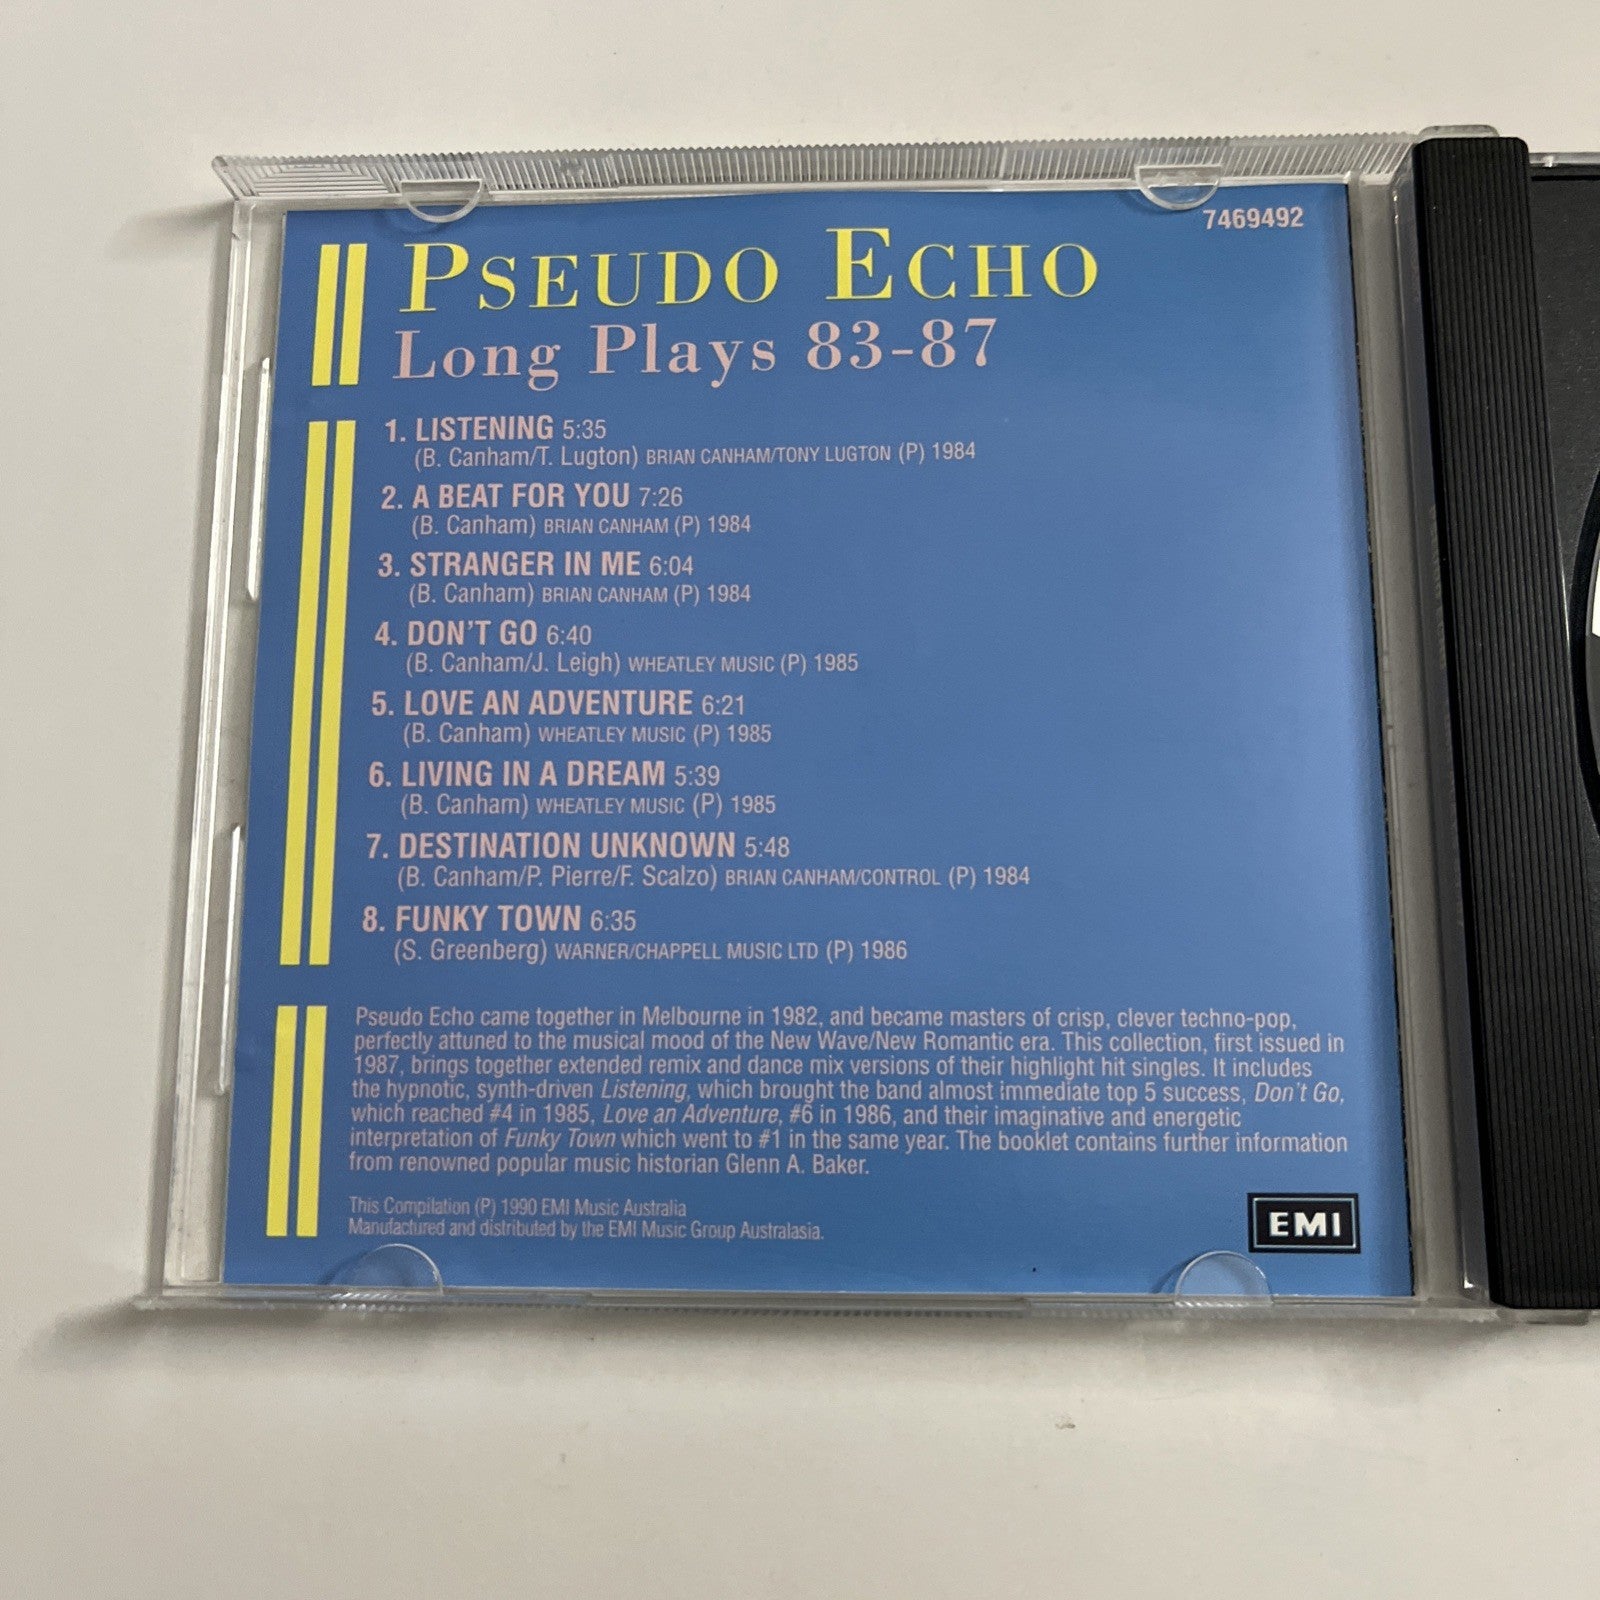 7469492
PSEUDO ECHO
Long Plays 83-87
1. LISTENING 5:35
(B. Canham/T. Lugton) BRIAN CANHAM/TONY LUGTON (P) 1984
2. A BEAT FOR YOU 7:26
(B. Canham) BRIAN CANHAM (P) 1984
3. STRANGER IN ME 6:04
(B. Canham) BRIAN CANHAM (P) 1984
4. DON'T GO 6:40
(B. Canham/J. Leigh) WHEATLEY MUSIC (P) 1985
5. LOVE AN ADVENTURE 6:21
(B. Canham) WHEATLEY MUSIC (P) 1985
6. LIVING IN A DREAM 5:39
(B. Canham) WHEATLEY MUSIC (P) 1985
7. DESTINATION UNKNOWN 5:48
(B. Canham/P. Pierre/F. Scalzo) BRIAN CANHAM/CONTROL (P) 1984
8. FUNKY TOWN 6:35
(S. Greenberg) WARNER/CHAPPELL MUSIC LTD (P) 1986
Pseudo Echo came together in Melbourne in 1982, and became masters of crisp, clever techno-pop,
perfectly attuned to the musical mood of the New Wave/New Romantic era. This collection, first issued in
1987, brings together extended remix and dance mix versions of their highlight hit singles. It includes
the hypnotic, synth-driven Listening, which brought the band almost immediate top 5 success, Don't Go,
which reached #4 in 1985, Love an Adventure, #6 in 1986, and their imaginative and energetic
interpretation of Funky Town which went to #1 in the same year. The booklet contains further information
from renowned popular music historian Glenn A. Baker.
This Compilation (P) 1990 EMI Music Australia
Manufactured and distributed by the EMI Music Group Australasia.
EMI